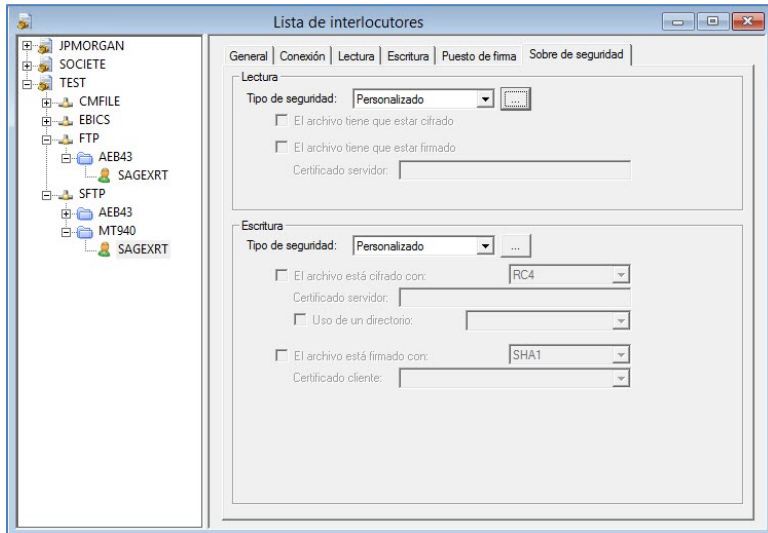 Lista de interlocutores
JPMORGAN
SOCIETE
TEST
CMFILE
EBICS
FTP
AEB43
SAGEXRT
SFTP
AEB43
MT940
SAGEXRT
General Conexión Lectura Escritura Puesto de firma Sobre de seguridad
Lectura
Tipo de seguridad: Personalizado ...
El archivo tiene que estar cifrado
El archivo tiene que estar firmado
Certificado servidor:
Escritura
Tipo de seguridad: Personalizado ...
El archivo está cifrado con: RC4
Certificado servidor:
Uso de un directorio:
El archivo está firmado con: SHA1
Certificado cliente: